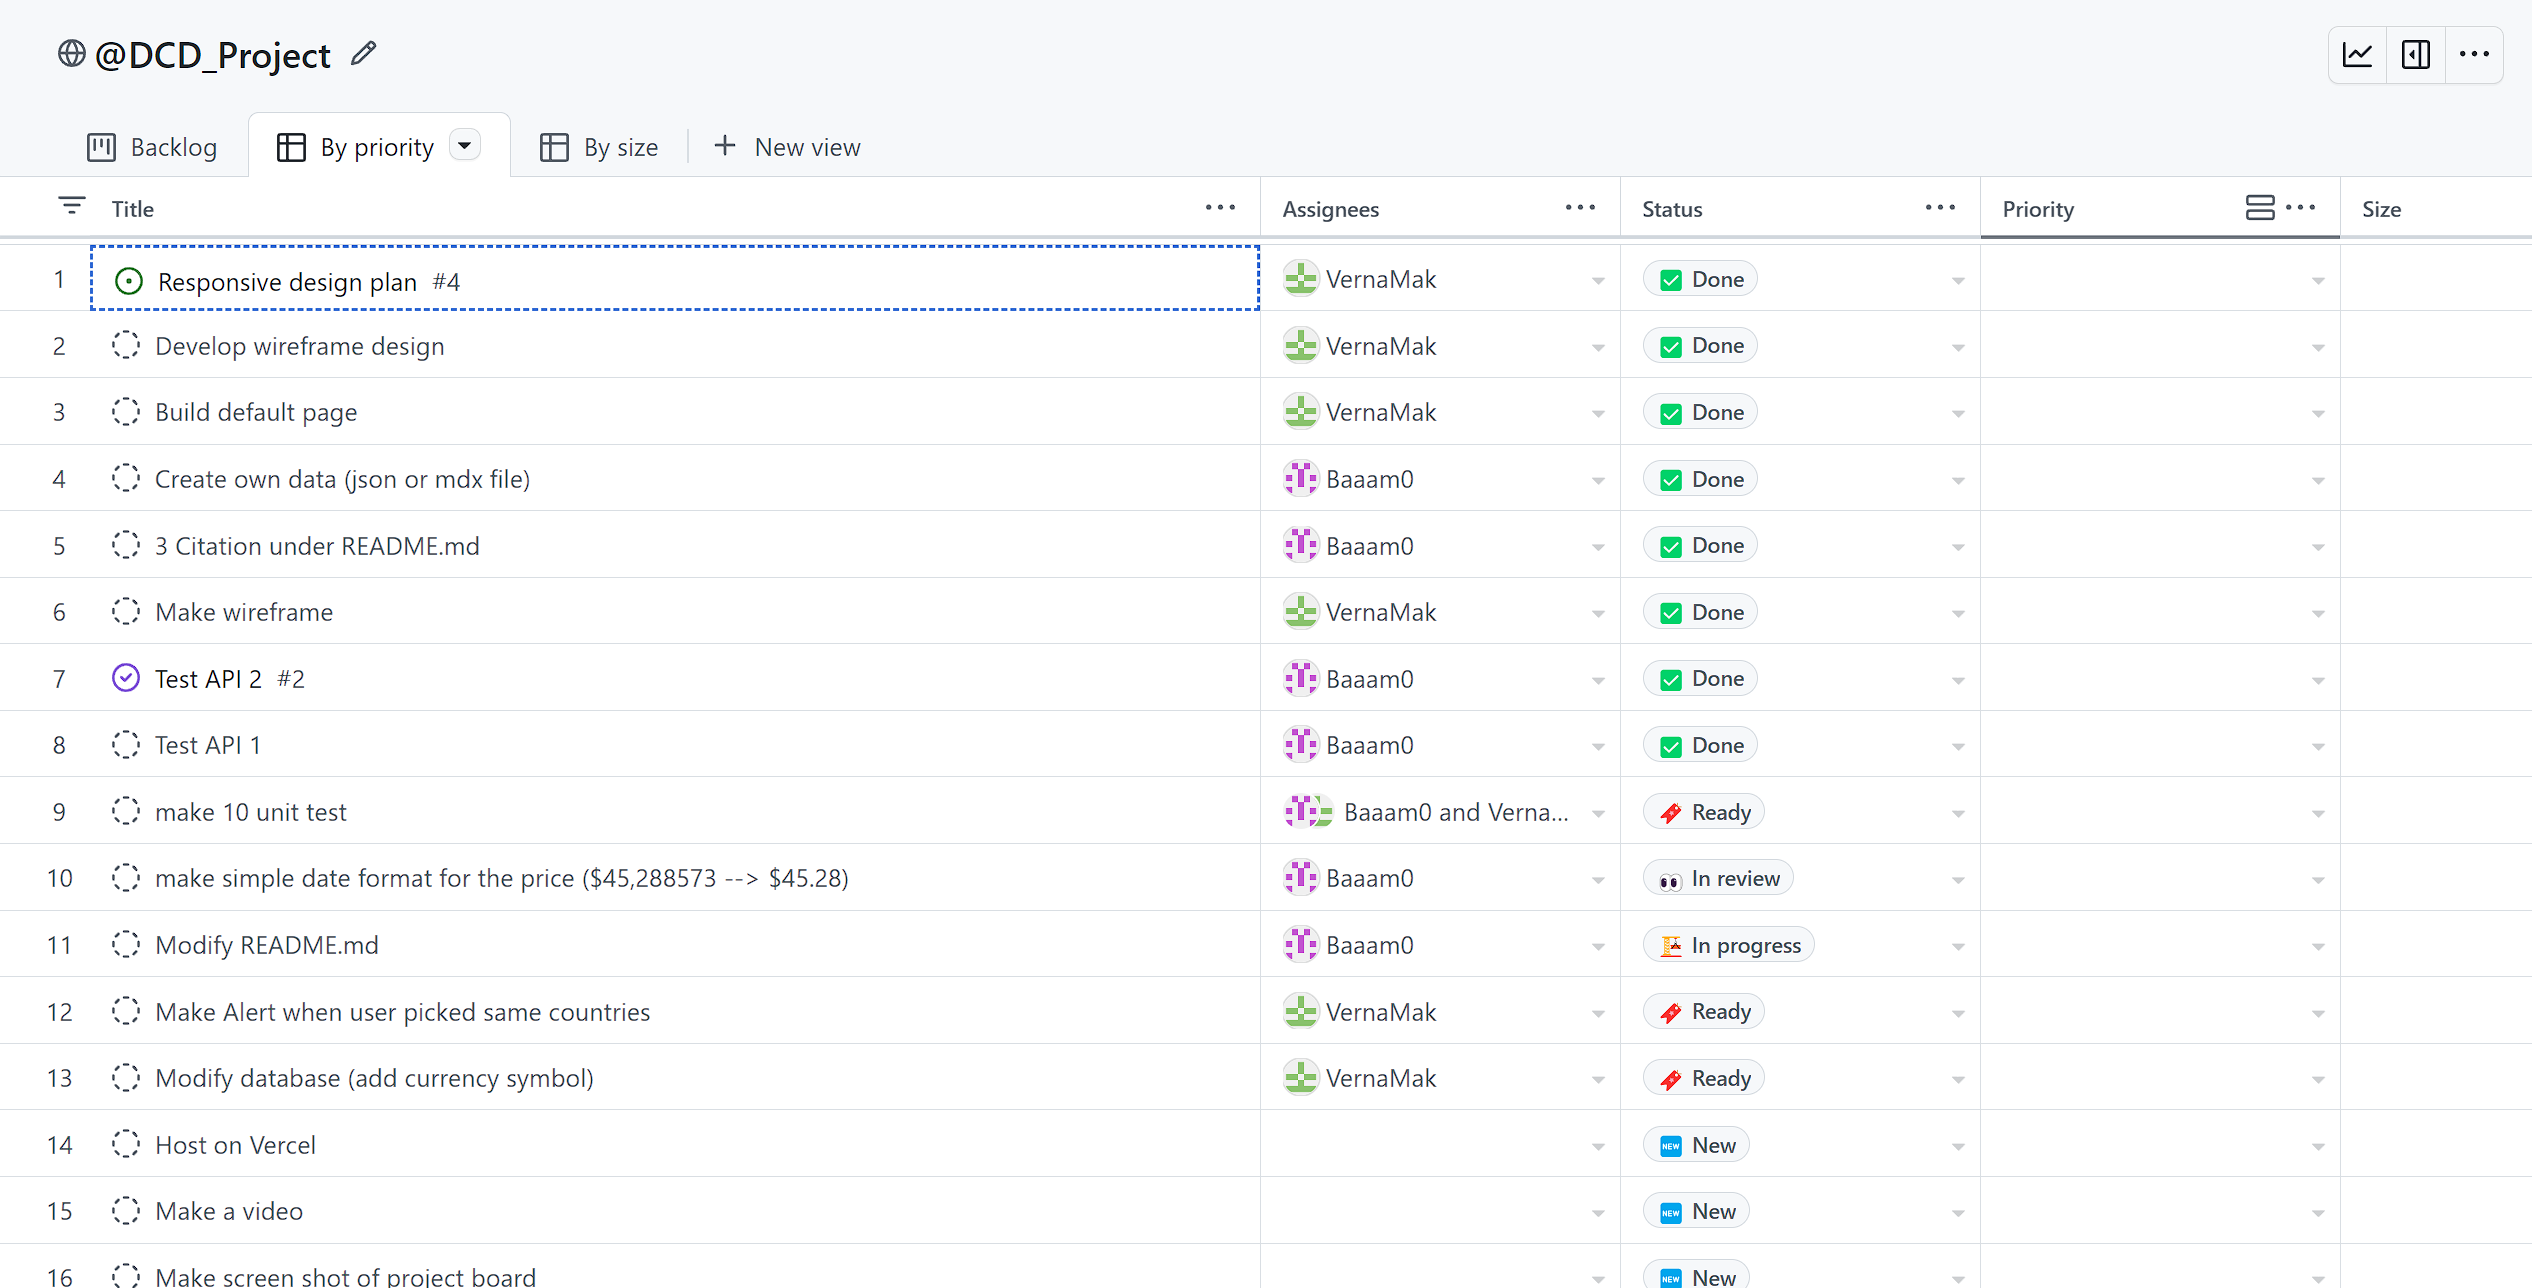 @DCD_Project
Backlog By priority By size New view
Title Assignees Status Priority Size
1 Responsive design plan #4 VernaMak Done
2 Develop wireframe design VernaMak Done
3 Build default page VernaMak Done
4 Create own data (json or mdx file) Baaam0 Done
5 3 Citation under README.md Baaam0 Done
6 Make wireframe VernaMak Done
7 Test API 2 #2 Baaam0 Done
8 Test API 1 Baaam0 Done
9 make 10 unit test Baaam0 and Verna... Ready
10 make simple date format for the price ($45,288573 --> $45.28) Baaam0 In review
11 Modify README.md Baaam0 In progress
12 Make Alert when user picked same countries VernaMak Ready
13 Modify database (add currency symbol) VernaMak Ready
14 Host on Vercel NEW New
15 Make a video NEW New
16 Make screen shot of project board NEW New